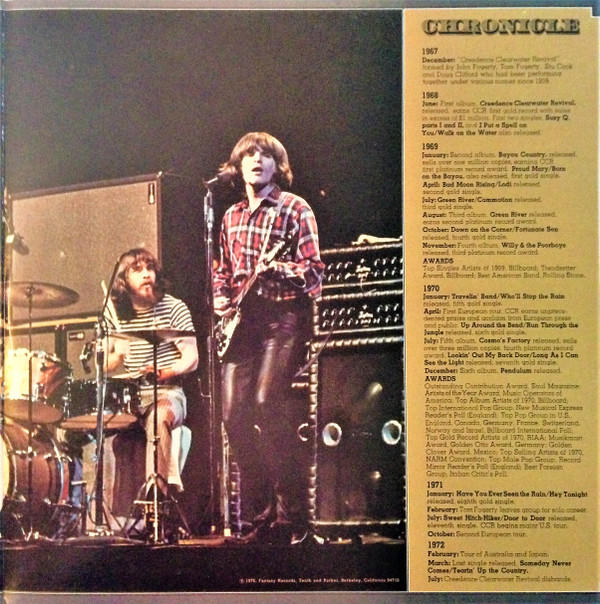 CHRONICLE
1967
December: "Creedence Clearwater Revival"
formed by John Fogerty, Tom Fogerty, Stu Cook
and Doug Clifford who had been performing
together under various names since 1959.
1968
June: First album, Creedence Clearwater Revival,
released, earns CCR first gold record with sales
in excess of $1 million. First two singles, Suzy Q,
parts I and II, and I Put a Spell on
You/Walk on the Water also released.
1969
January: Second album, Bayou Country, released,
sells over one million copies, earning CCR
first platinum record award. Proud Mary/Born
on the Bayou, also released, first gold single.
April: Bad Moon Rising/Lodi released,
second gold single.
July: Green River/Commotion released,
third gold single.
August: Third album, Green River released,
earns second platinum record award.
October: Down on the Corner/Fortunate Son
released, fourth gold single.
November: Fourth album, Willy & the Poorboys
released, third platinum record award.
AWARDS
Top Singles Artists of 1969, Billboard; Trendsetter
Award, Billboard; Best American Band, Rolling Stone.
1970
January: Travelin' Band/Who'll Stop the Rain
released, fifth gold single.
April: First European tour. CCR earns unprece-
dented praise and acclaim from European press
and public. Up Around the Bend/Run Through the
Jungle released, sixth gold single.
July: Fifth album, Cosmo's Factory released, sells
over three million copies, fourth platinum record
award. Lookin' Out My Back Door/Long As I Can
See the Light released, seventh gold single.
December: Sixth album, Pendulum released.
AWARDS
Outstanding Contribution Award, Soul Magazine;
Artists of the Year Award, Music Operators of
America; Top Album Artists of 1970, Billboard;
Top International Pop Group, New Musical Express
Reader's Poll (England); Top Pop Group in U.S.,
England, Canada, Germany, France, Switzerland,
Norway and Israel, Billboard International Poll;
Top Gold Record Artists of 1970, RIAA; Musikmarkt
Award, Golden Otto Award, Germany; Golden
Clover Award, Mexico; Top Selling Artists of 1970,
NARM Convention; Top Male Pop Group, Record
Mirror Reader's Poll (England); Best Foreign
Group, Italian Critic's Poll.
1971
January: Have You Ever Seen the Rain/Hey Tonight
released, eighth gold single.
February: Tom Fogerty leaves group for solo career.
July: Sweet Hitch-Hiker/Door to Door released,
eleventh single. CCR begins major U.S. tour.
October: Second European tour.
1972
February: Tour of Australia and Japan.
March: Last single released, Someday Never
Comes/Tearin' Up the Country.
July: Creedence Clearwater Revival disbands.
© 1976, Fantasy Records, Tenth and Parker, Berkeley, California 94710